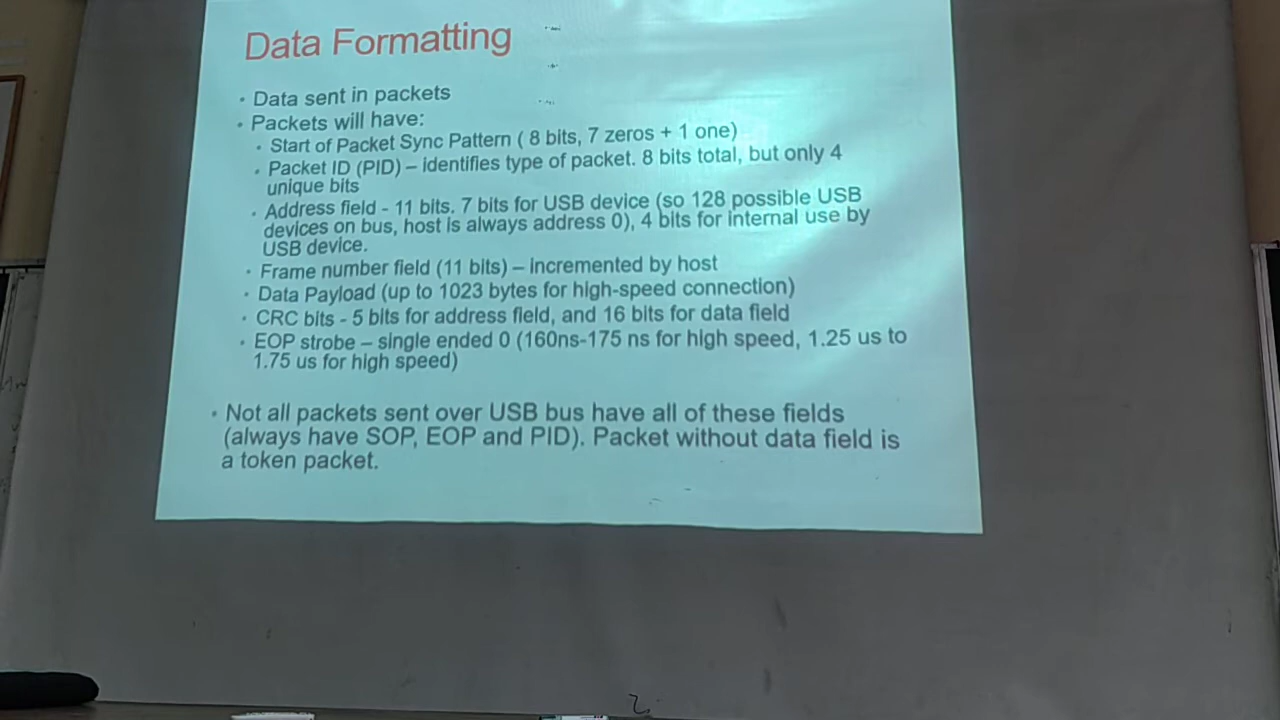 Data Formatting
• Data sent in packets
• Packets will have:
• Start of Packet Sync Pattern ( 8 bits, 7 zeros + 1 one)
• Packet ID (PID) – identifies type of packet. 8 bits total, but only 4
unique bits
• Address field - 11 bits. 7 bits for USB device (so 128 possible USB
devices on bus, host is always address 0), 4 bits for internal use by
USB device.
• Frame number field (11 bits) – incremented by host
• Data Payload (up to 1023 bytes for high-speed connection)
• CRC bits - 5 bits for address field, and 16 bits for data field
• EOP strobe – single ended 0 (160ns-175 ns for high speed, 1.25 us to
1.75 us for high speed)
• Not all packets sent over USB bus have all of these fields
(always have SOP, EOP and PID). Packet without data field is
a token packet.